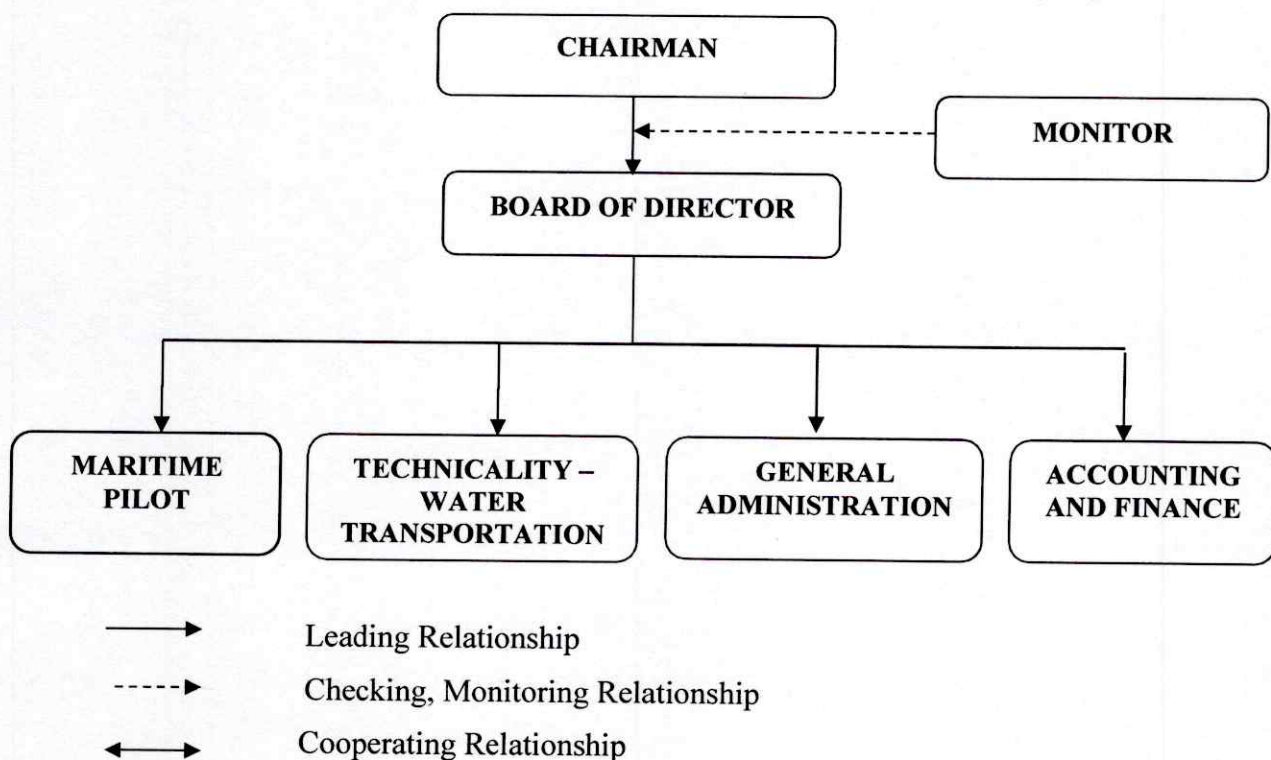 CHAIRMAN
MONITOR
BOARD OF DIRECTOR
MARITIME
PILOT
TECHNICALITY –
WATER
TRANSPORTATION
GENERAL
ADMINISTRATION
ACCOUNTING
AND FINANCE
Leading Relationship
Checking, Monitoring Relationship
Cooperating Relationship